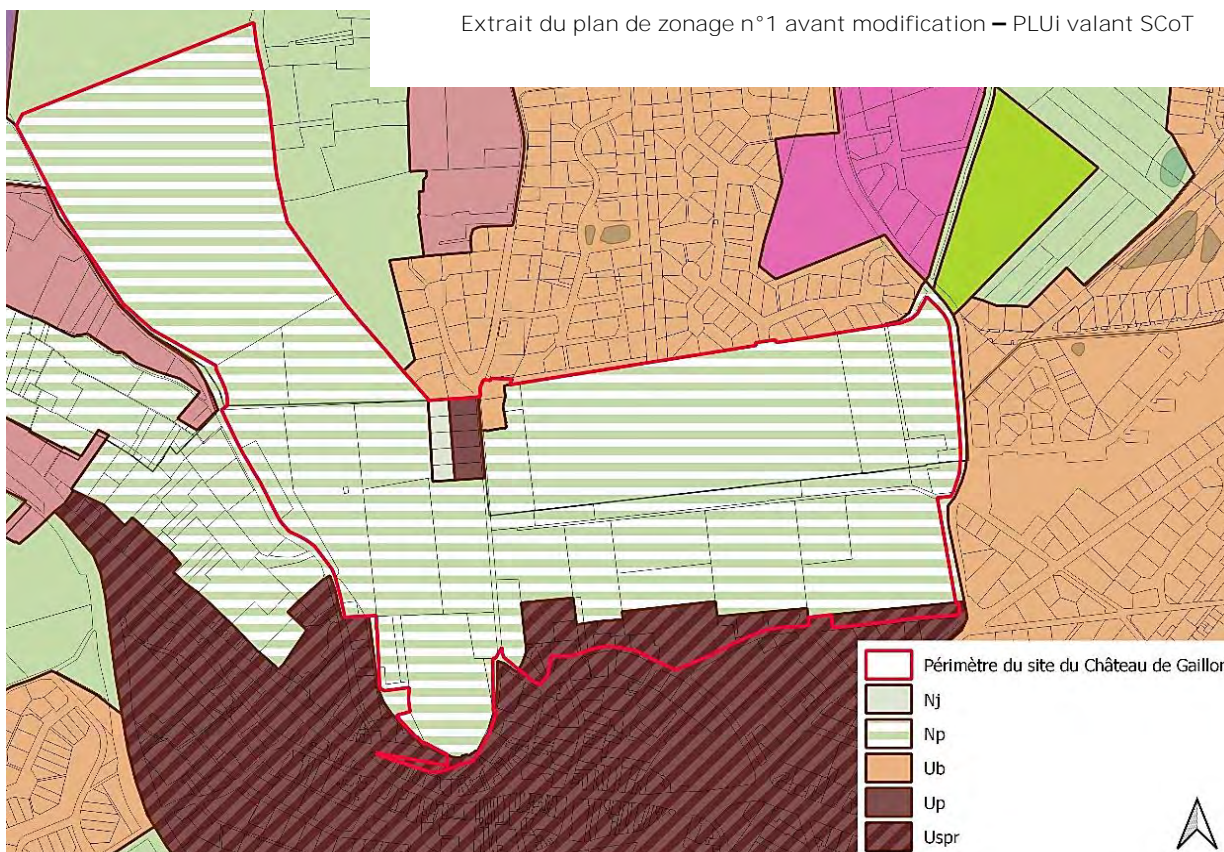 Extrait du plan de zonage n°1 avant modification – PLUi valant SCoT
Périmètre du site du Château de Gaillon
Nj
Np
Ub
Up
Uspr